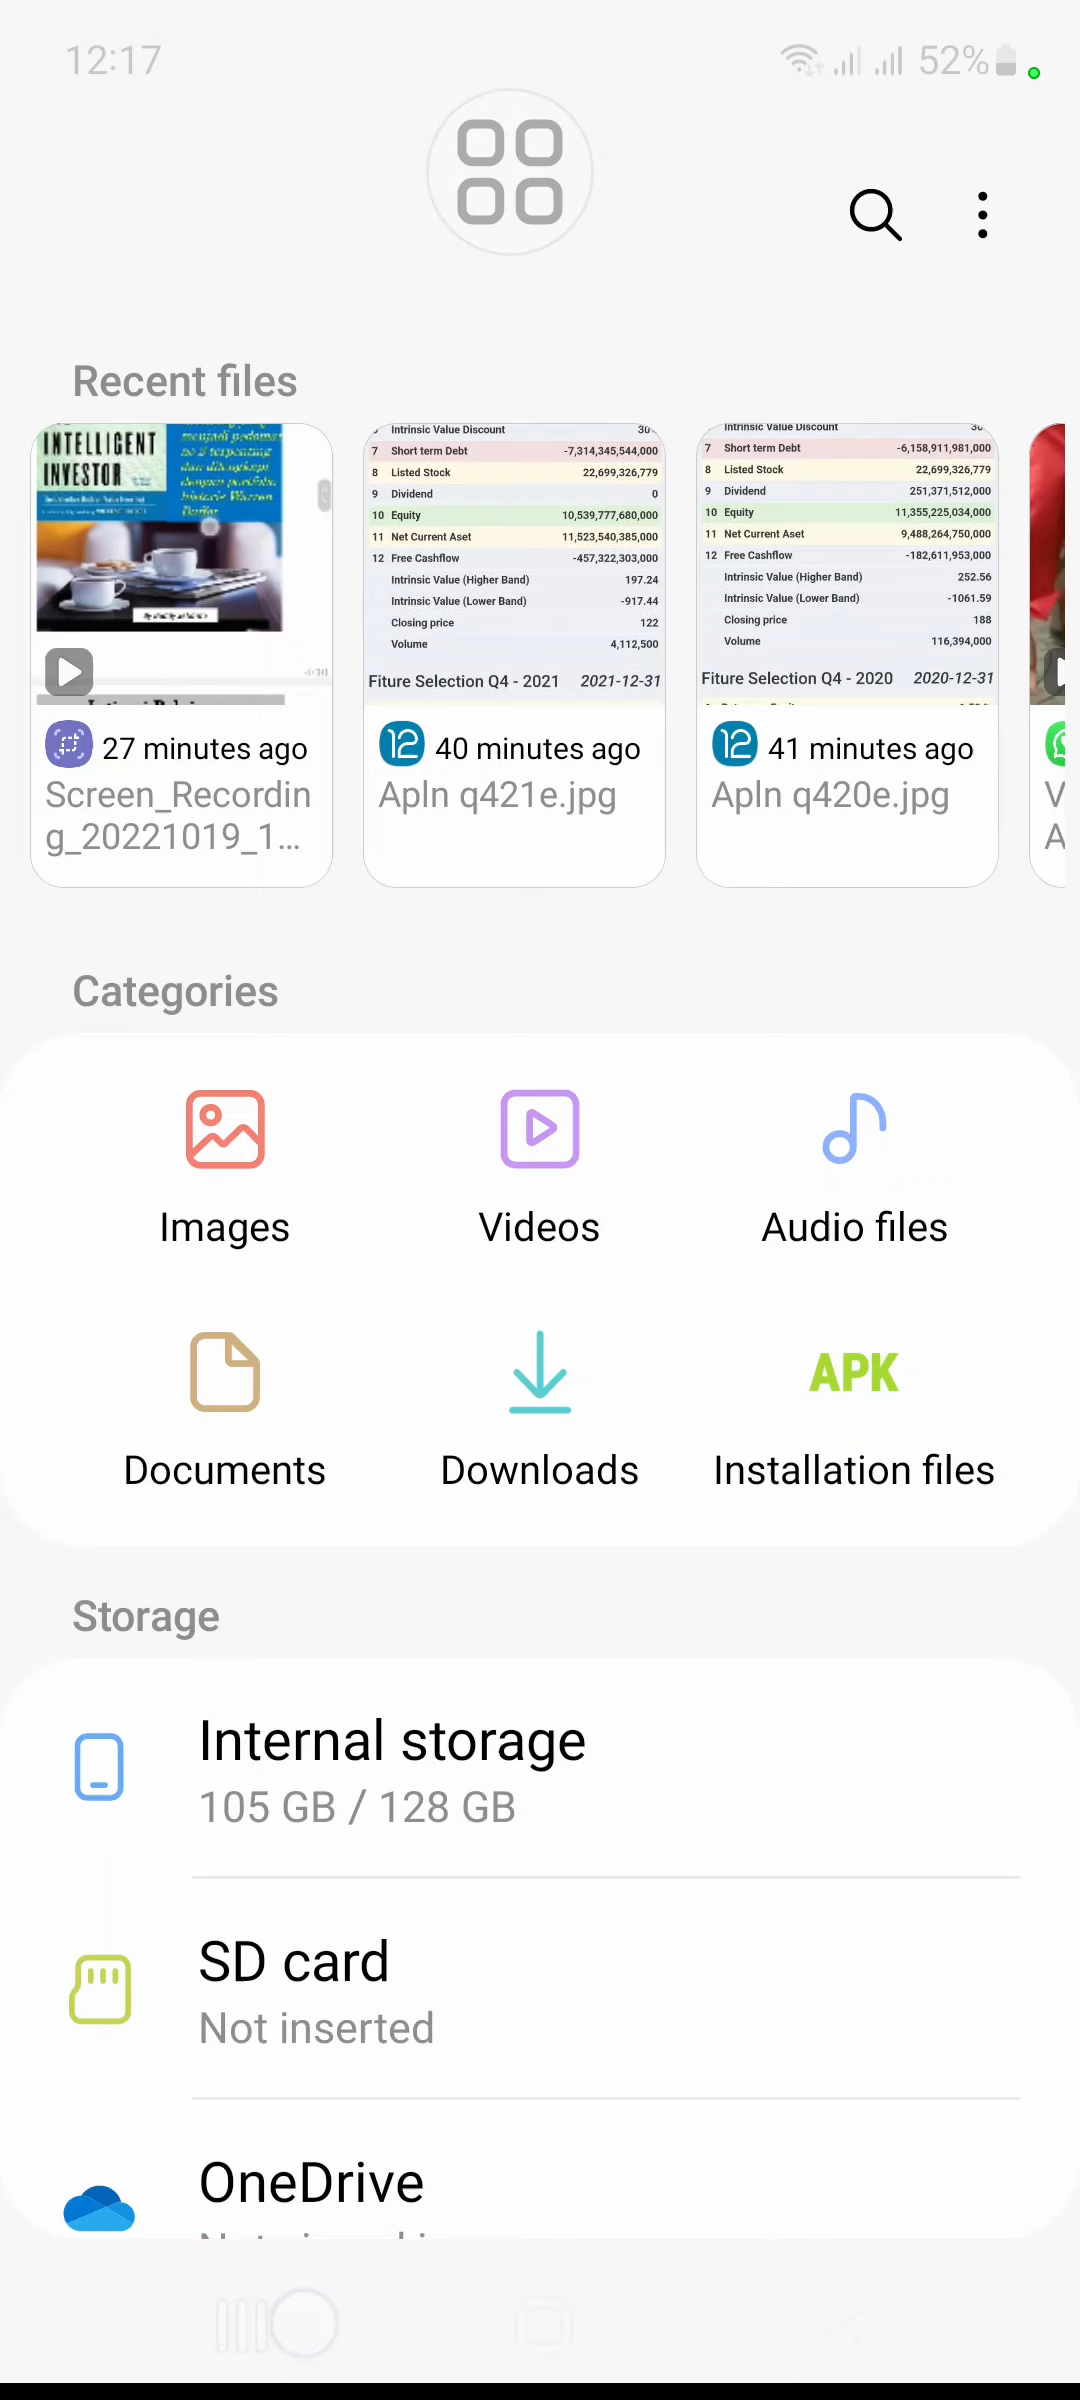 12:17
52%
Recent files
INTELLIGENT
INVESTOR
menjadi pedoman
dan dilengkapi
dengan portfolio
historis Warren
27 minutes ago
Screen_Recordin
g_20221019_1...
Intrinsic Value Discount
7 Short term Debt -7,314,345,544,000
8 Listed Stock 22,699,326,779
9 Dividend 0
10 Equity 10,539,777,680,000
11 Net Current Aset 11,523,540,385,000
12 Free Cashflow -457,322,303,000
Intrinsic Value (Higher Band) 197.24
Intrinsic Value (Lower Band) -917.44
Closing price 122
Volume 4,112,500
Fiture Selection Q4 - 2021 2021-12-31
12 40 minutes ago
Apln q421e.jpg
Intrinsic Value Discount
7 Short term Debt -6,158,911,981,000
8 Listed Stock 22,699,326,779
9 Dividend 251,371,512,000
10 Equity 11,355,225,034,000
11 Net Current Aset 9,488,264,750,000
12 Free Cashflow -182,611,953,000
Intrinsic Value (Higher Band) 252.56
Intrinsic Value (Lower Band) -1061.59
Closing price 188
Volume 116,394,000
Fiture Selection Q4 - 2020 2020-12-31
12 41 minutes ago
Apln q420e.jpg
V
A
Categories
Images
Videos
Audio files
Documents
Downloads
APK
Installation files
Storage
Internal storage
105 GB / 128 GB
SD card
Not inserted
OneDrive